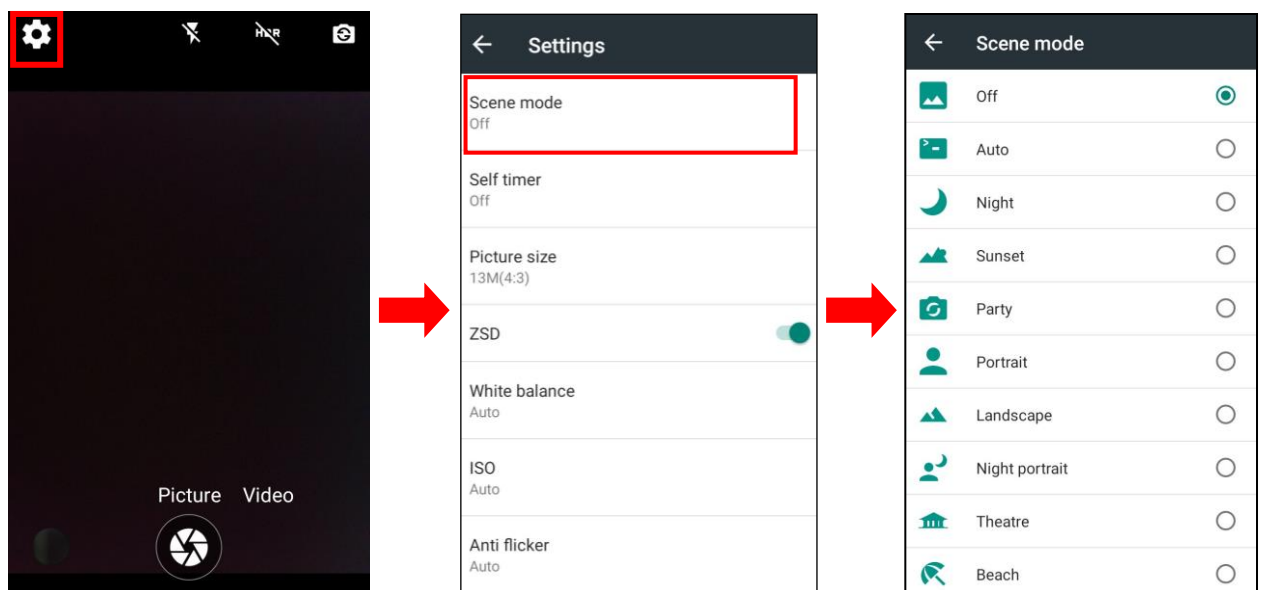 HDR
Picture Video
Settings
Scene mode
Off
Self timer
Off
Picture size
13M(4:3)
ZSD
White balance
Auto
ISO
Auto
Anti flicker
Auto
Scene mode
Off
Auto
Night
Sunset
Party
Portrait
Landscape
Night portrait
Theatre
Beach